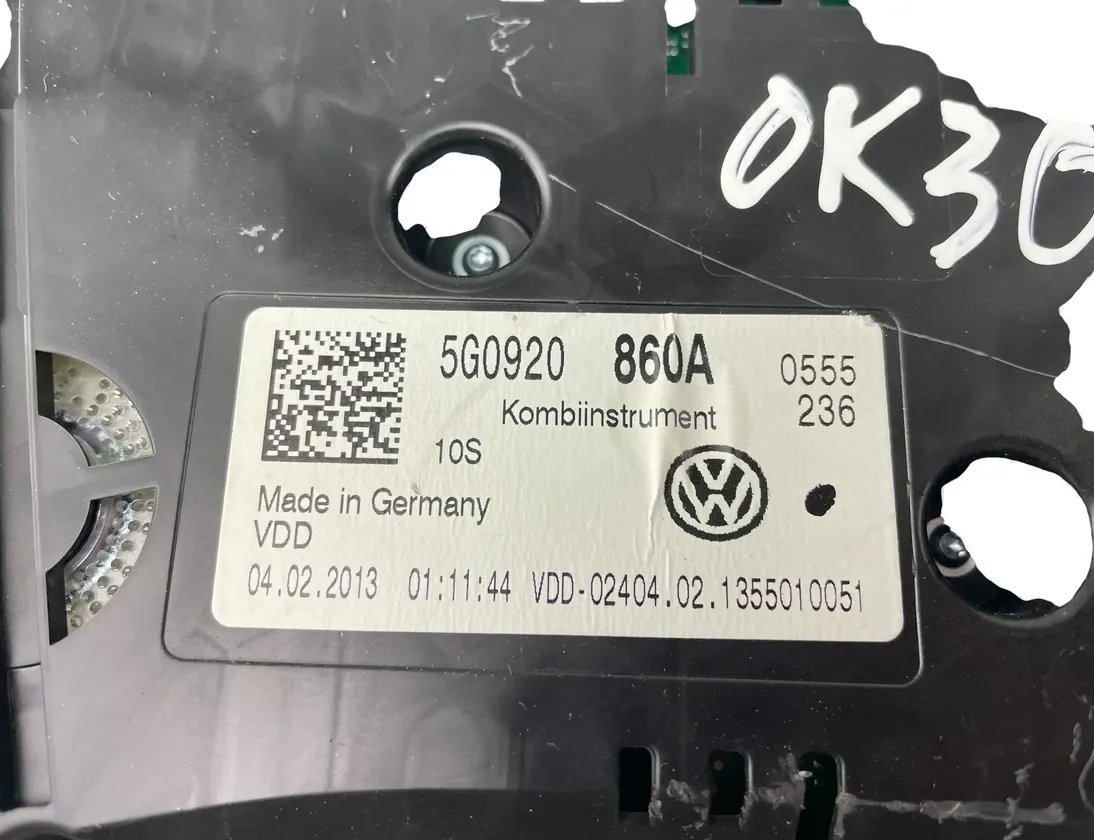 OK30
5G0920 860A 0555
Kombiinstrument 236
10S
Made in Germany
VDD
04.02.2013 01:11:44 VDD-02404.02.1355010051